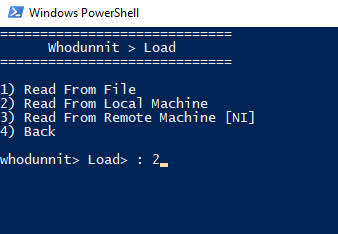 Windows PowerShell
=============================
Whodunnit > Load
=============================
1) Read From File
2) Read From Local Machine
3) Read From Remote Machine [NI]
4) Back
whodunnit> Load> : 2